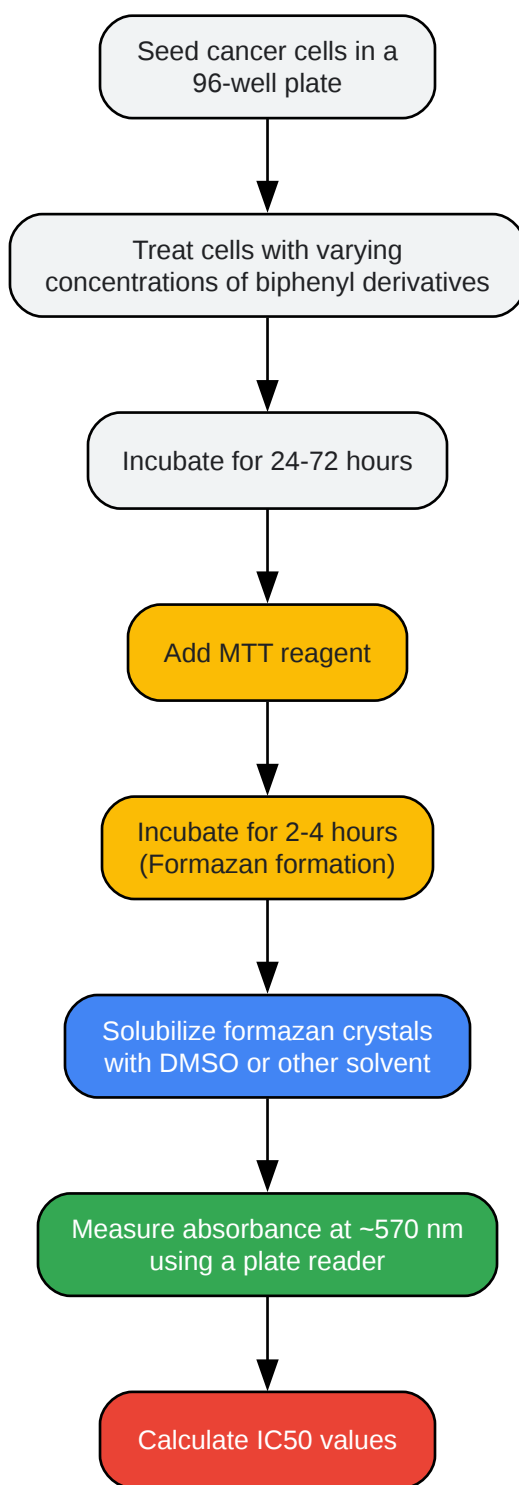 Seed cancer cells in a
96-well plate
Treat cells with varying
concentrations of biphenyl derivatives
Incubate for 24-72 hours
Add MTT reagent
Incubate for 2-4 hours
(Formazan formation)
Solubilize formazan crystals
with DMSO or other solvent
Measure absorbance at ~570 nm
using a plate reader
Calculate IC50 values